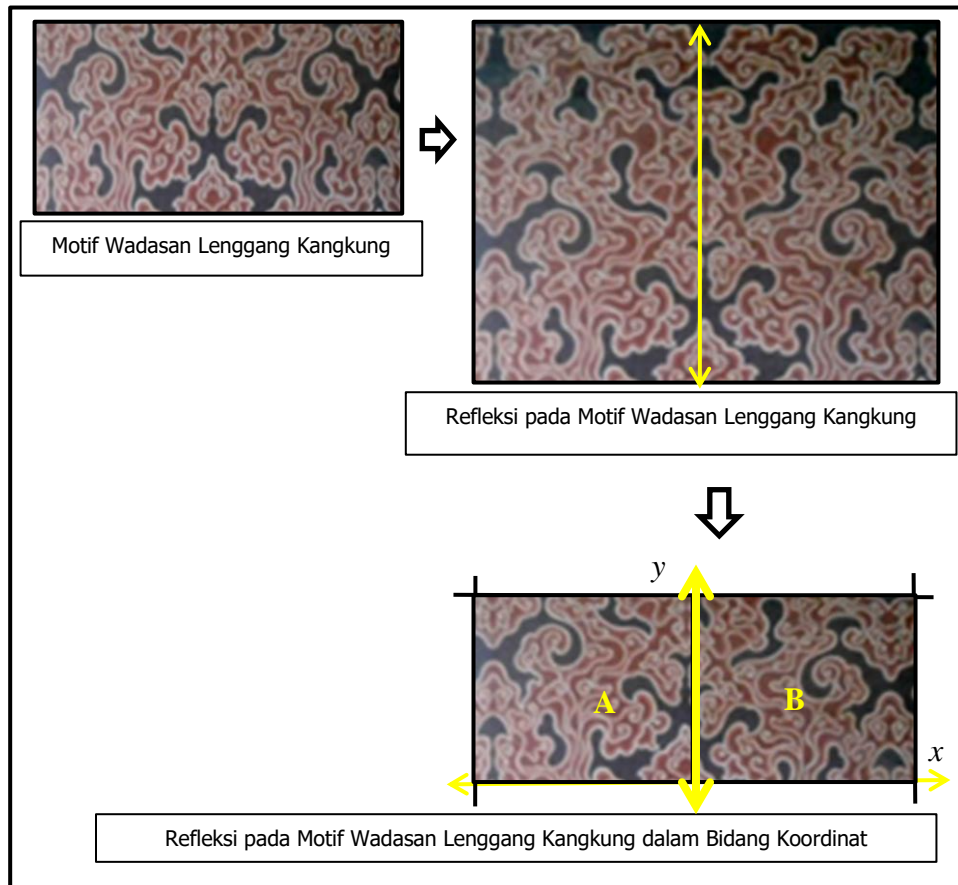 Motif Wadasan Lenggang Kangkung
Refleksi pada Motif Wadasan Lenggang Kangkung
y
A
B
x
Refleksi pada Motif Wadasan Lenggang Kangkung dalam Bidang Koordinat